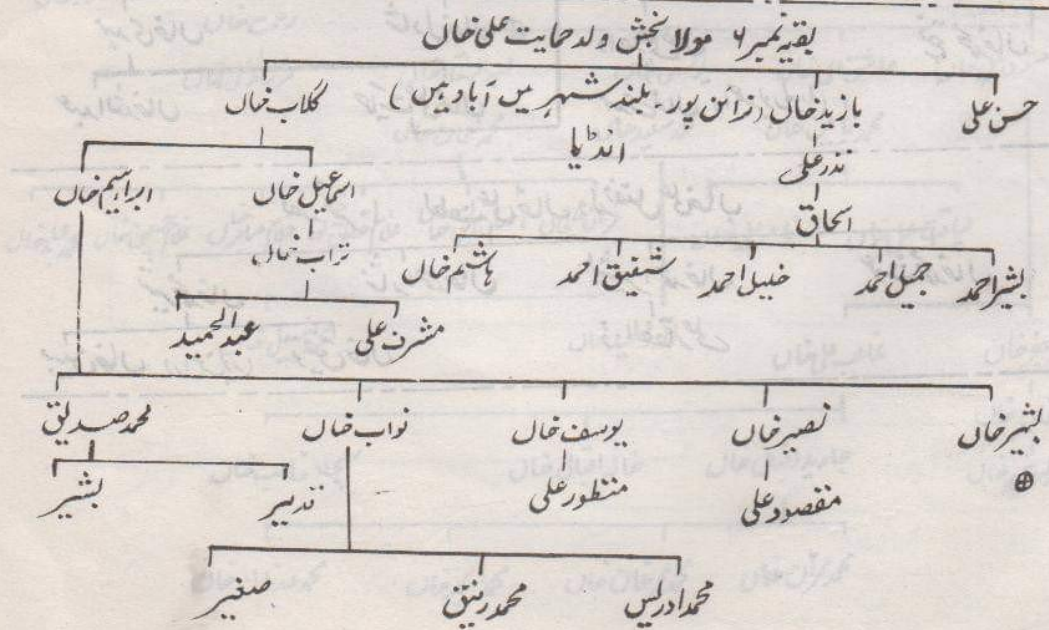 بقیہ نمبر ۶ مولا بخش ولد حمایت علی خاں
حسن علی بازید خاں (نرائن پور۔ بلند شہر میں آباد ہیں) گلاب خاں
انڈیا
نذر علی اسمٰعیل خاں ابراہیم خاں
اسحاق تراب خاں
بشیر احمد جمیل احمد خبیل احمد شفیق احمد ہاشم خاں
مشرف علی عبدالحمید
بشیر خاں نصیر خاں یوسف خاں نواب خاں محمد صدیق
⊕ مقصود علی منظور علی تدبیر بشیر
محمد ادریس محمد رفیق صغیر